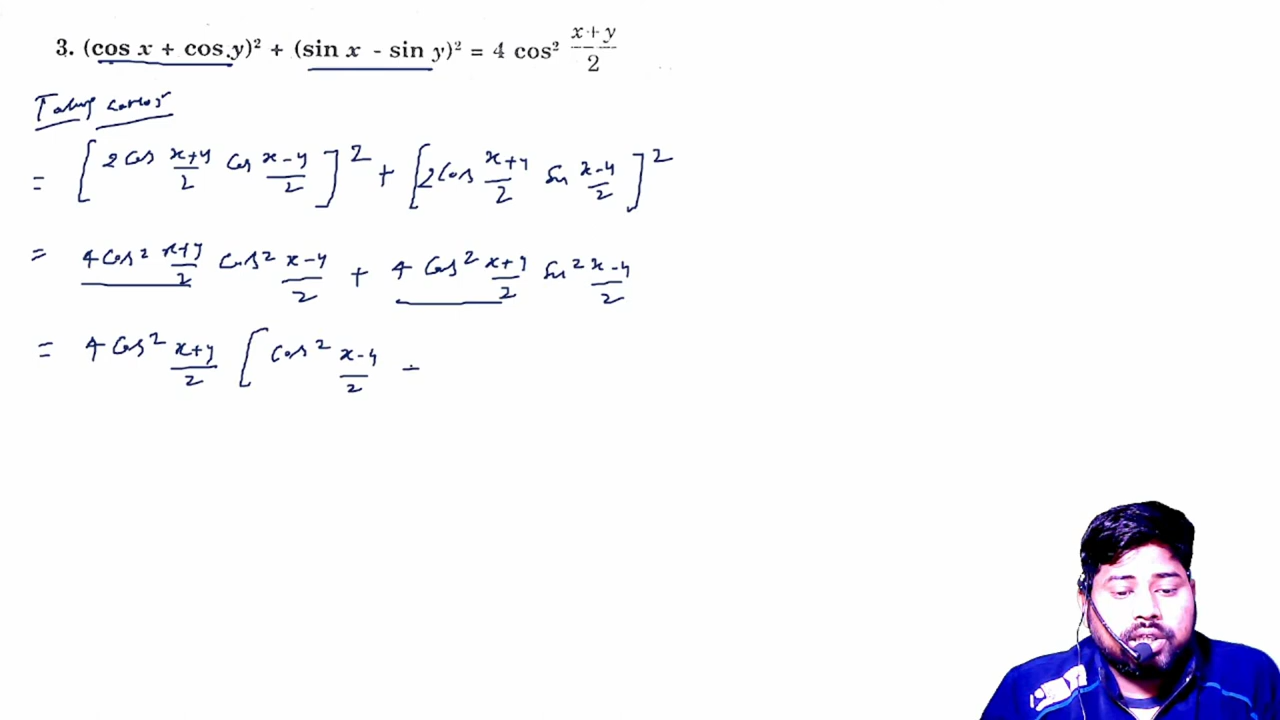 3. (cos x + cos y)² + (sin x - sin y)² = 4 cos² x+y/2
Taking
= [2 cos x+y/2 cos x-y/2]² + [2 cos x+y/2 sin x-y/2]²
= 4 cos² x+y/2 cos² x-y/2 + 4 cos² x+y/2 sin² x-y/2
= 4 cos² x+y/2 [cos² x-y/2